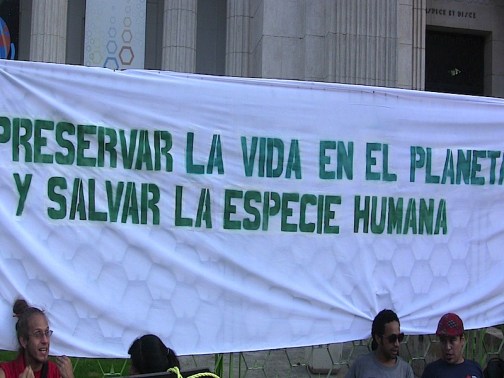 PRESERVAR LA VIDA EN EL PLANETA
Y SALVAR LA ESPECIE HUMANA